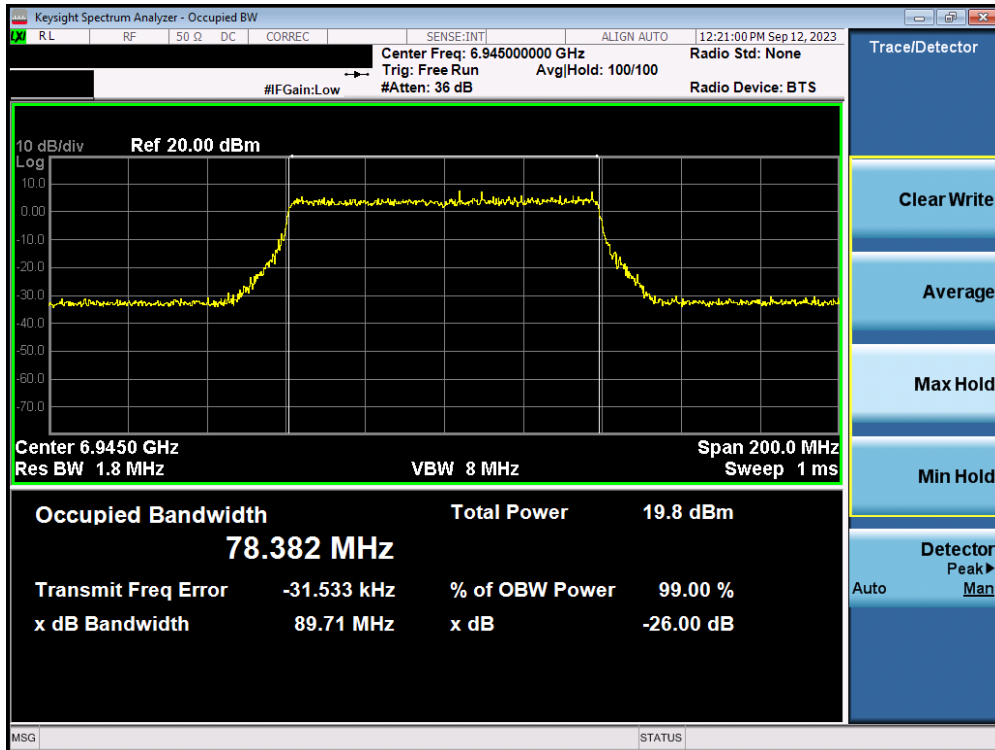 Keysight Spectrum Analyzer - Occupied BW
LXI RL RF 50 Ω DC CORREC SENSE:INT ALIGN AUTO 12:21:00 PM Sep 12, 2023
Center Freq: 6.945000000 GHz Radio Std: None
Trig: Free Run Avg|Hold: 100/100
#IFGain:Low #Atten: 36 dB Radio Device: BTS
10 dB/div Ref 20.00 dBm
Log
10.0
0.00
-10.0
-20.0
-30.0
-40.0
-50.0
-60.0
-70.0
Center 6.9450 GHz Span 200.0 MHz
Res BW 1.8 MHz VBW 8 MHz Sweep 1 ms
Occupied Bandwidth Total Power 19.8 dBm
78.382 MHz
Transmit Freq Error -31.533 kHz % of OBW Power 99.00 %
x dB Bandwidth 89.71 MHz x dB -26.00 dB
MSG STATUS
Trace/Detector
Clear Write
Average
Max Hold
Min Hold
Detector
Peak▶
Auto Man